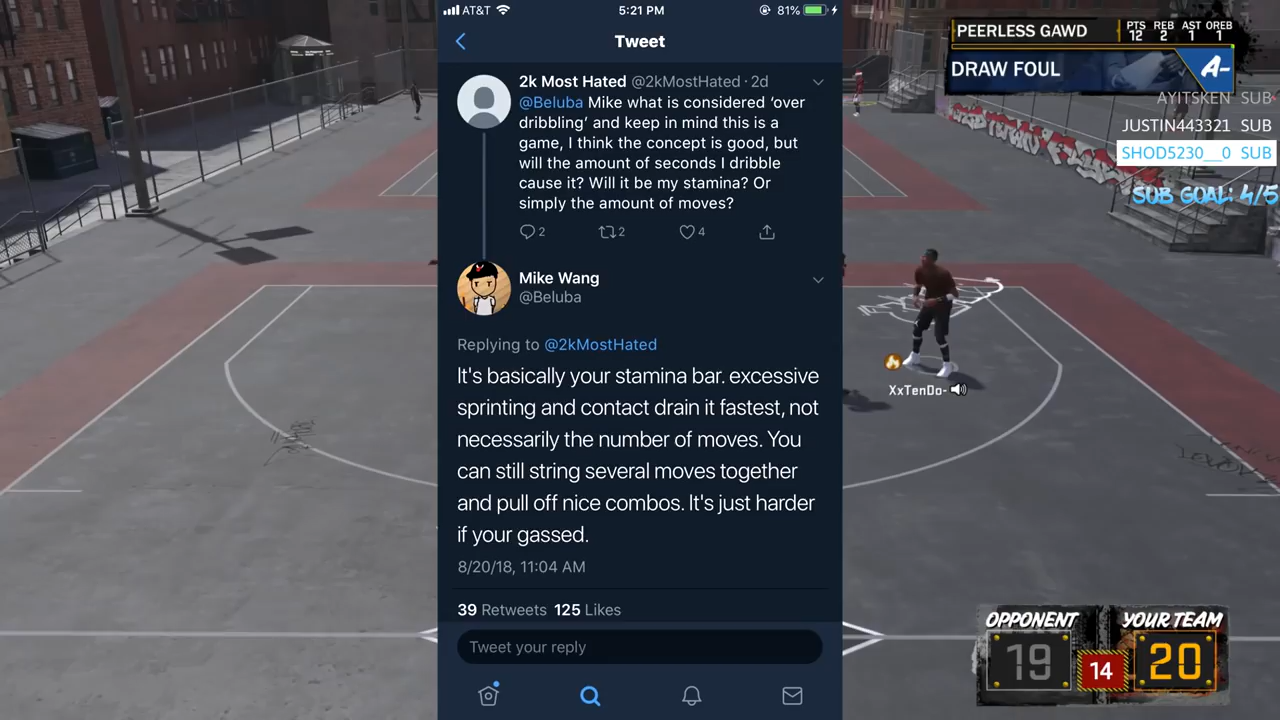 AT&T
5:21 PM
81%
Tweet
2k Most Hated @2kMostHated · 2d
@Beluba Mike what is considered ‘over
dribbling’ and keep in mind this is a
game, I think the concept is good, but
will the amount of seconds I dribble
cause it? Will it be my stamina? Or
simply the amount of moves?
2 2 4
Mike Wang
@Beluba
Replying to @2kMostHated
It's basically your stamina bar. excessive
sprinting and contact drain it fastest, not
necessarily the number of moves. You
can still string several moves together
and pull off nice combos. It's just harder
if your gassed.
8/20/18, 11:04 AM
39 Retweets 125 Likes
Tweet your reply
PEERLESS GAWD
PTS REB AST OREB
12 2 1 1
DRAW FOUL
A-
AYITSKEN SUB
JUSTIN443321 SUB
SHOD5230__0 SUB
SUB GOAL: 4/5
XxTenDo-
OPPONENT YOUR TEAM
19 14 20